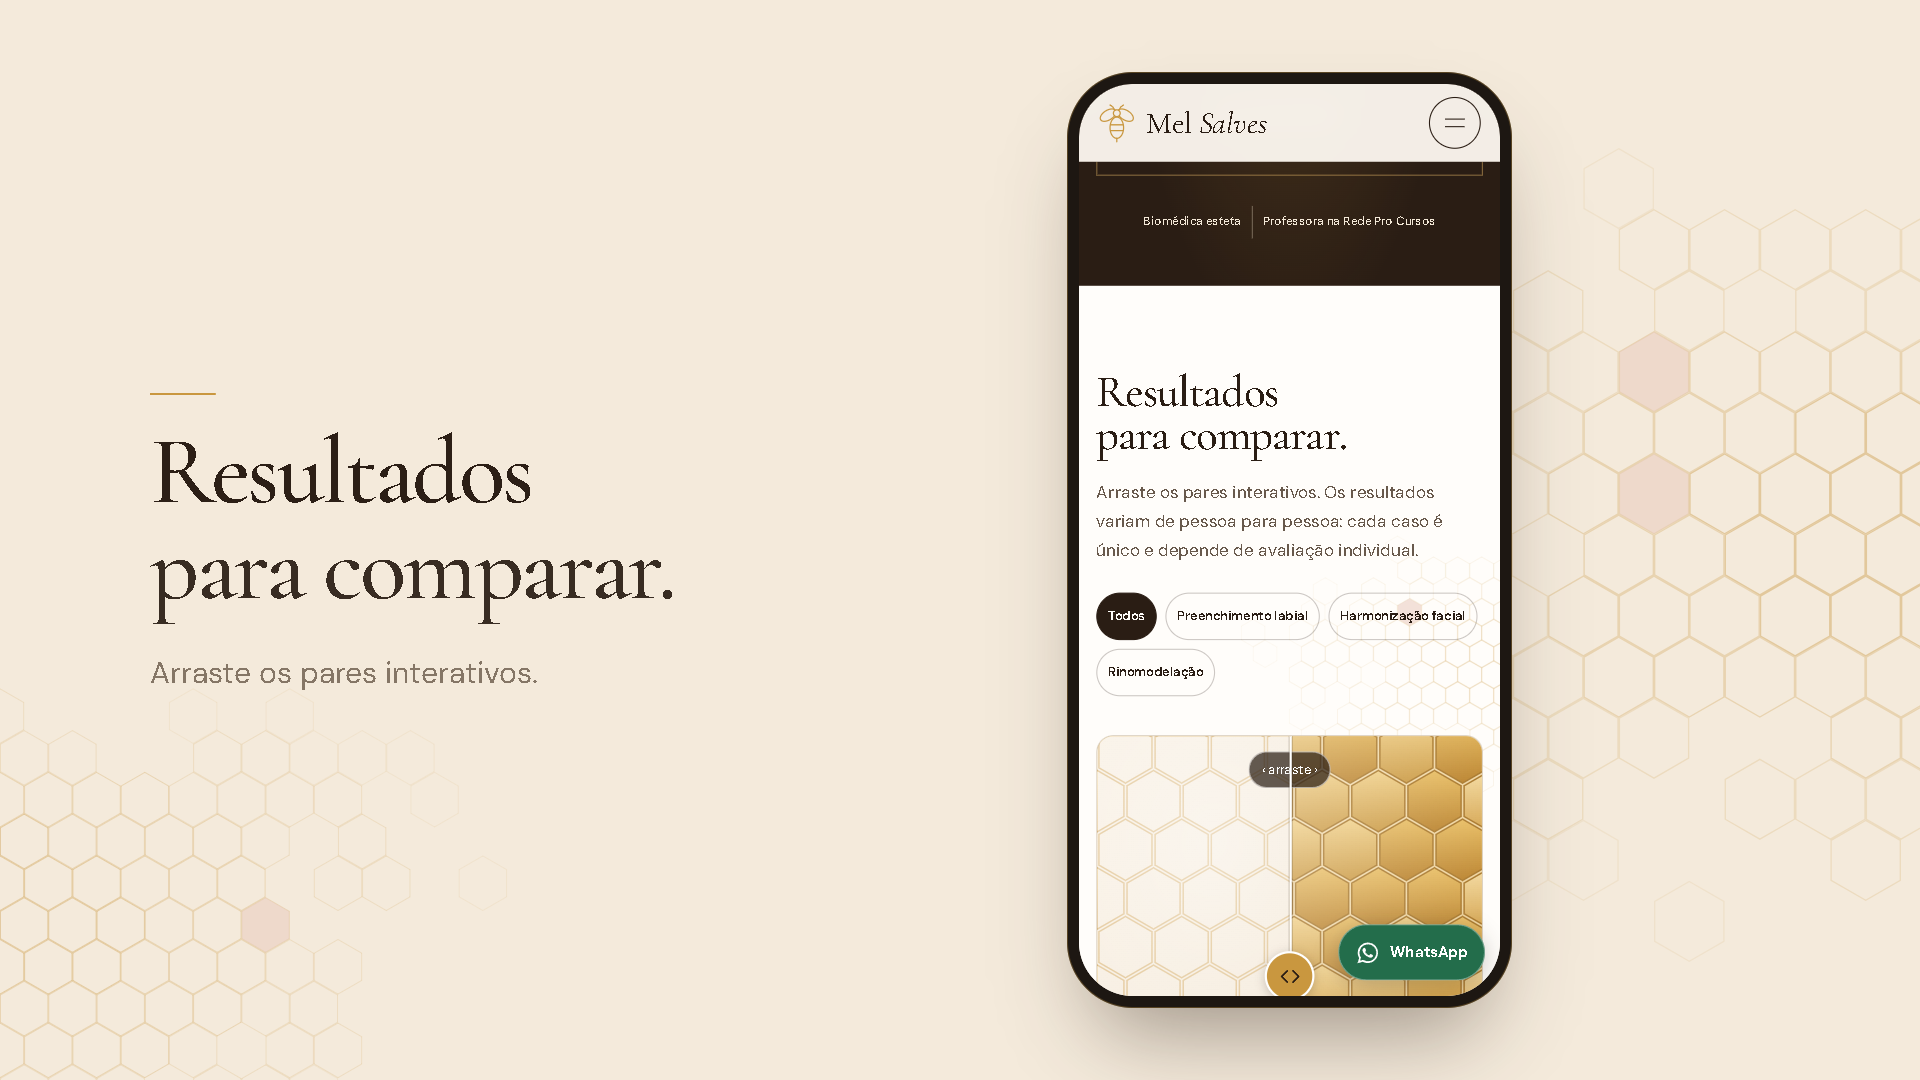 Resultados
para comparar.
Arraste os pares interativos.
Mel Salves
Biomédica esteta
Professora na Rede Pro Cursos
Resultados
para comparar.
Arraste os pares interativos. Os resultados
variam de pessoa para pessoa: cada caso é
único e depende de avaliação individual.
Todos
Preenchimento labial
Harmonização facial
Rinomodelação
‹ arraste ›
WhatsApp